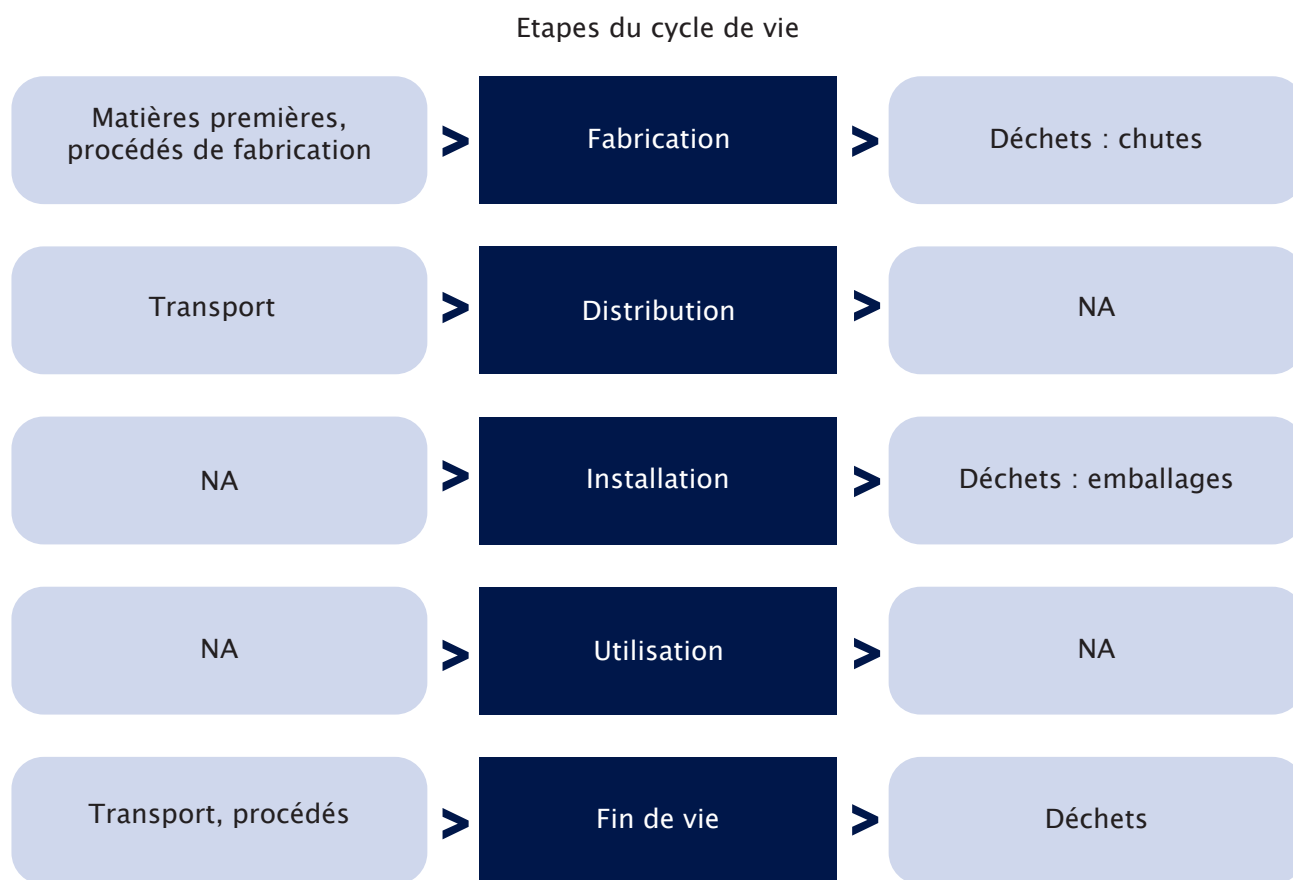 Etapes du cycle de vie
Matières premières,
procédés de fabrication
>
Fabrication
>
Déchets : chutes
Transport
>
Distribution
>
NA
NA
>
Installation
>
Déchets : emballages
NA
>
Utilisation
>
NA
Transport, procédés
>
Fin de vie
>
Déchets